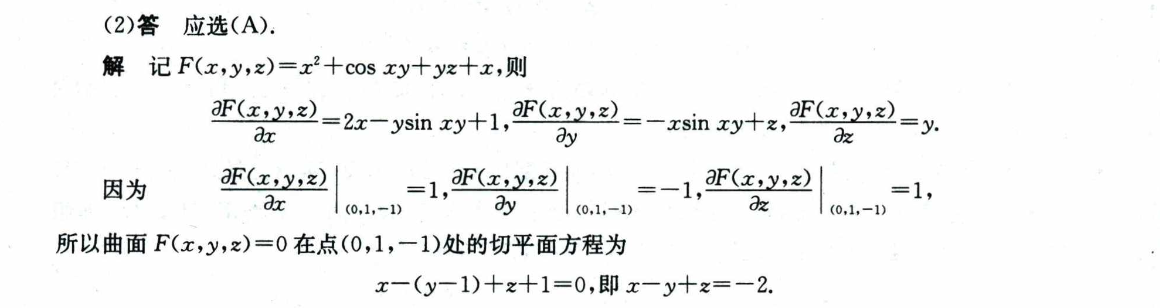 (2)答 应选(A).
解 记 F(x,y,z)=x²+cos xy+yz+x,则
∂F(x,y,z)/∂x=2x-ysin xy+1,∂F(x,y,z)/∂y=-xsin xy+z,∂F(x,y,z)/∂z=y.
因为 ∂F(x,y,z)/∂x|(0,1,-1)=1,∂F(x,y,z)/∂y|(0,1,-1)=-1,∂F(x,y,z)/∂z|(0,1,-1)=1,
所以曲面 F(x,y,z)=0 在点(0,1,-1)处的切平面方程为
x-(y-1)+z+1=0,即 x-y+z=-2.